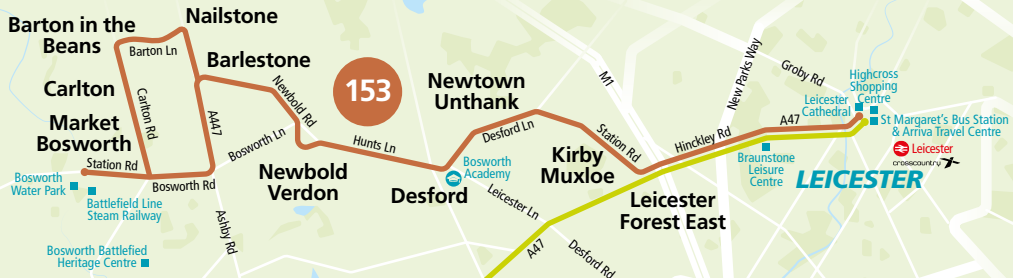 Barton in the
Beans
Nailstone
Barton Ln
Barlestone
Carlton
Carlton Rd
A447
Newbold Rd
153
Market
Bosworth
Station Rd
Bosworth Rd
Bosworth Ln
Bosworth
Water Park
Battlefield Line
Steam Railway
Ashby Rd
Bosworth Battlefied
Heritage Centre
Newbold
Verdon
Hunts Ln
Newtown
Unthank
Desford Ln
Desford
Bosworth
Academy
Leicester Ln
A47
Desford Rd
Station Rd
M1
Kirby
Muxloe
Leicester
Forest East
Hinckley Rd
New Parks Way
Groby Rd
A47
Braunstone
Leisure
Centre
Leicester
Cathedral
Highcross
Shopping
Centre
St Margaret's Bus Station
& Arriva Travel Centre
Leicester
crosscountry
LEICESTER